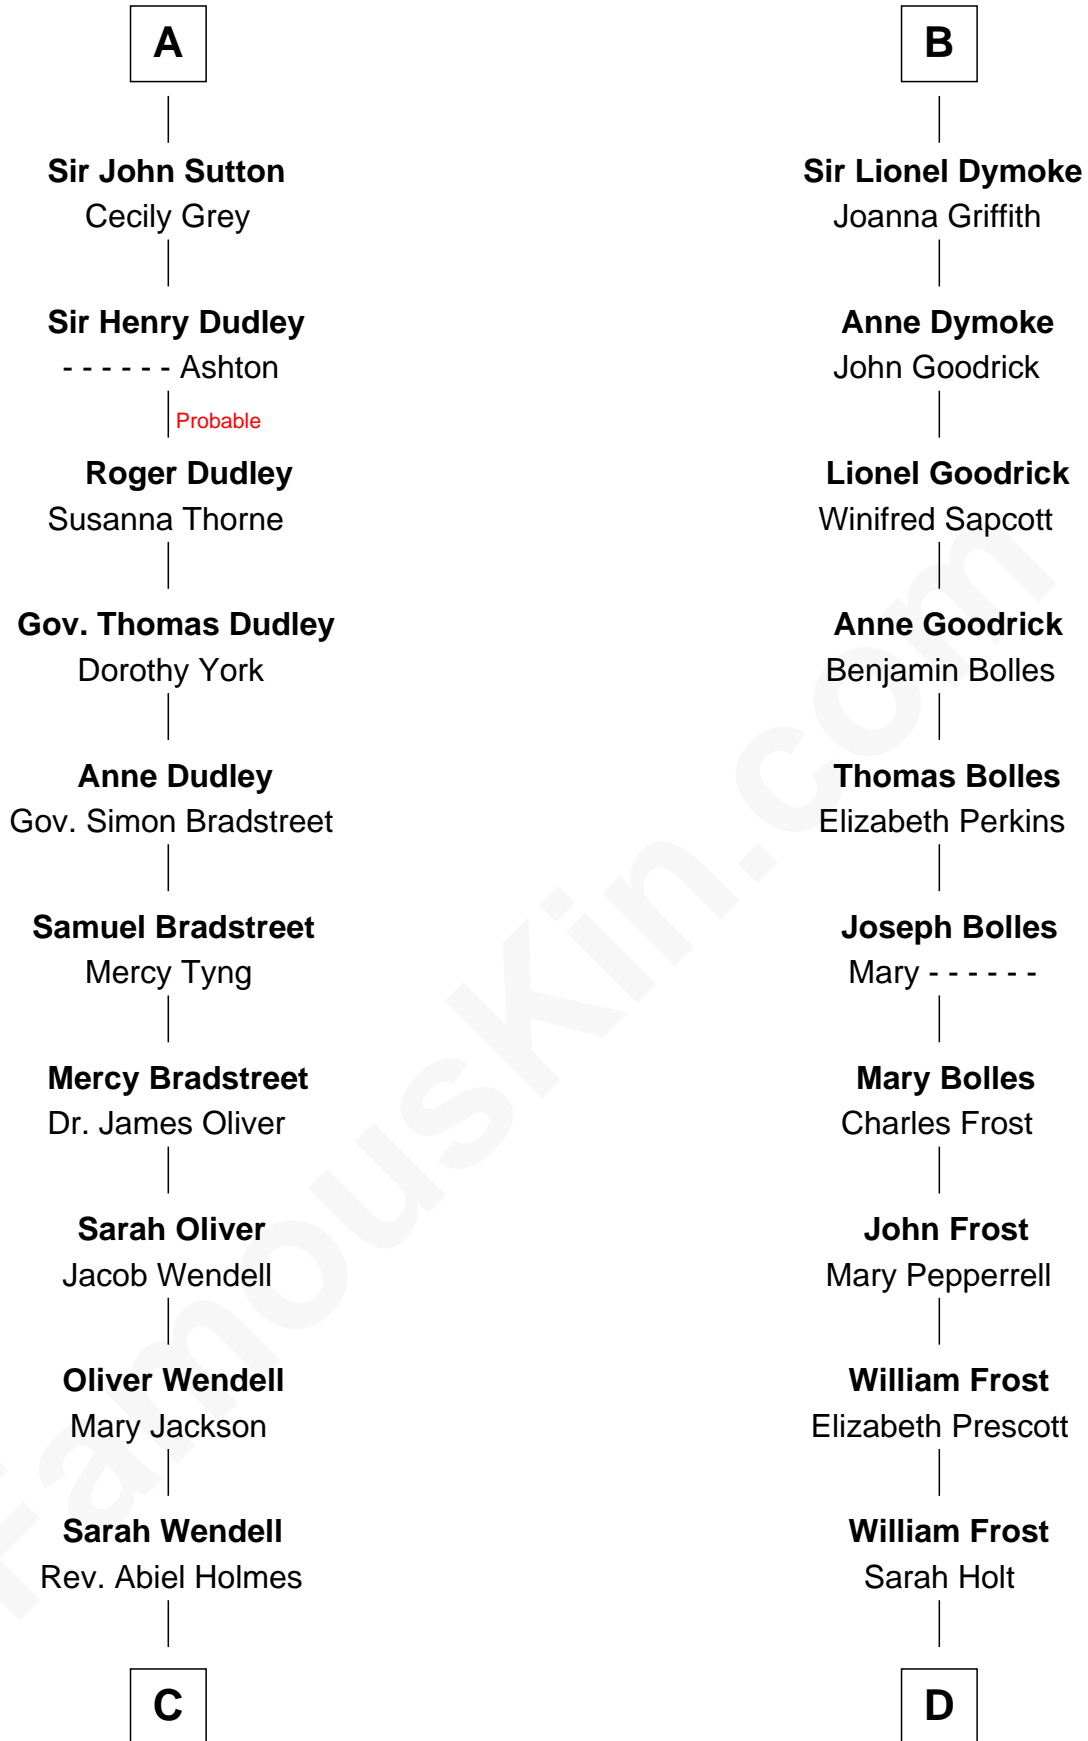 A
Sir John Sutton
Cecily Grey
Sir Henry Dudley
- - - - - - Ashton
Probable
Roger Dudley
Susanna Thorne
Gov. Thomas Dudley
Dorothy York
Anne Dudley
Gov. Simon Bradstreet
Samuel Bradstreet
Mercy Tyng
Mercy Bradstreet
Dr. James Oliver
Sarah Oliver
Jacob Wendell
Oliver Wendell
Mary Jackson
Sarah Wendell
Rev. Abiel Holmes
C
B
Sir Lionel Dymoke
Joanna Griffith
Anne Dymoke
John Goodrick
Lionel Goodrick
Winifred Sapcott
Anne Goodrick
Benjamin Bolles
Thomas Bolles
Elizabeth Perkins
Joseph Bolles
Mary - - - - - -
Mary Bolles
Charles Frost
John Frost
Mary Pepperrell
William Frost
Elizabeth Prescott
William Frost
Sarah Holt
D
FamousKin.com